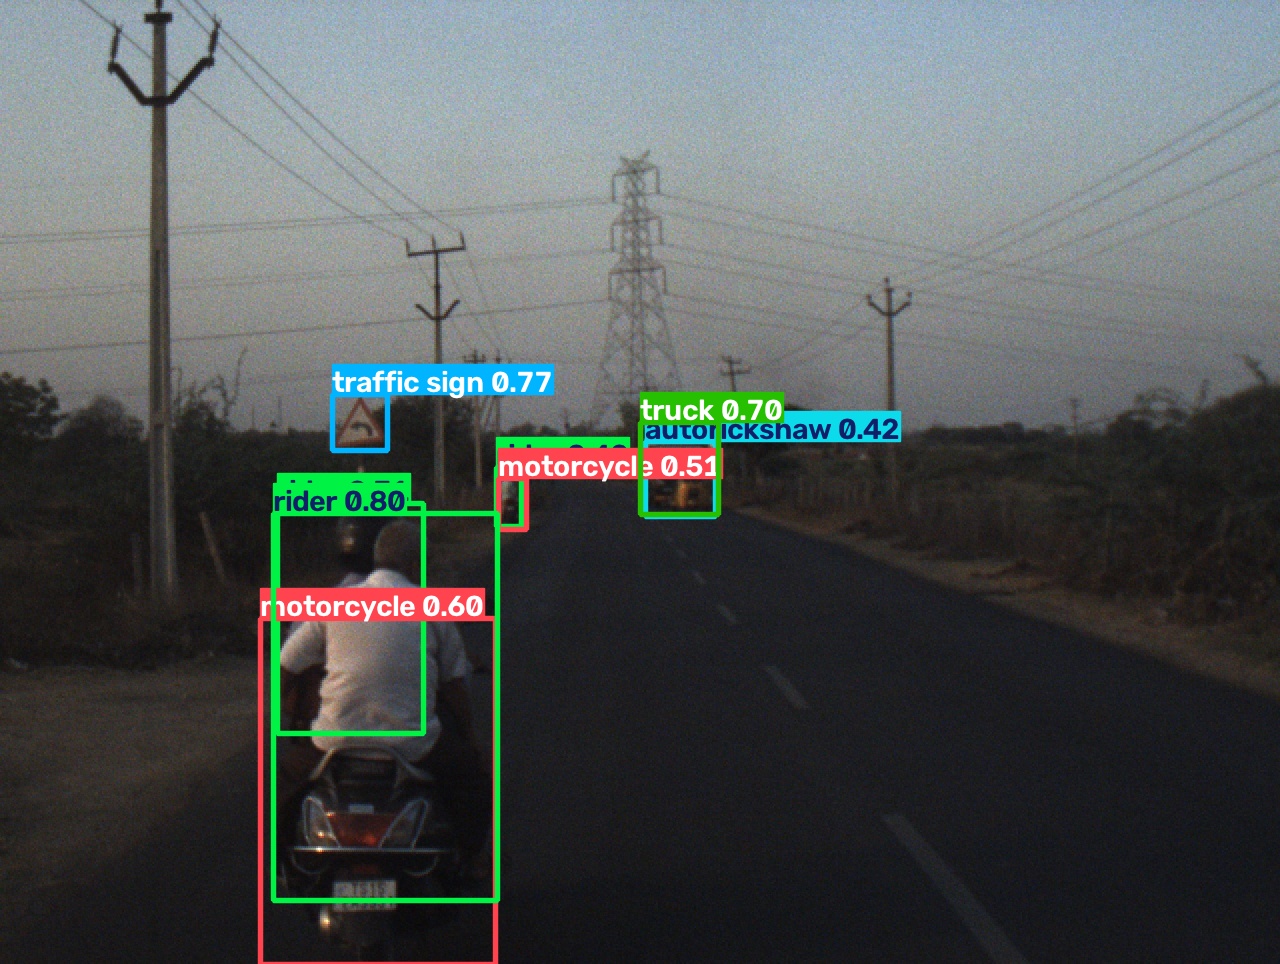 traffic sign 0.77
truck 0.70
autorickshaw 0.42
motorcycle 0.51
rider 0.80
motorcycle 0.60